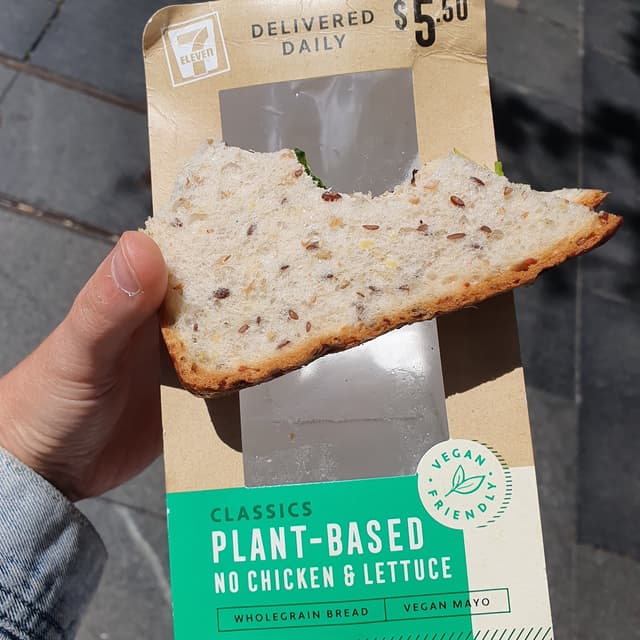 7
ELEVEN
DELIVERED
DAILY
$5.50
VEGAN
FRIENDLY
CLASSICS
PLANT-BASED
NO CHICKEN & LETTUCE
WHOLEGRAIN BREAD
VEGAN MAYO